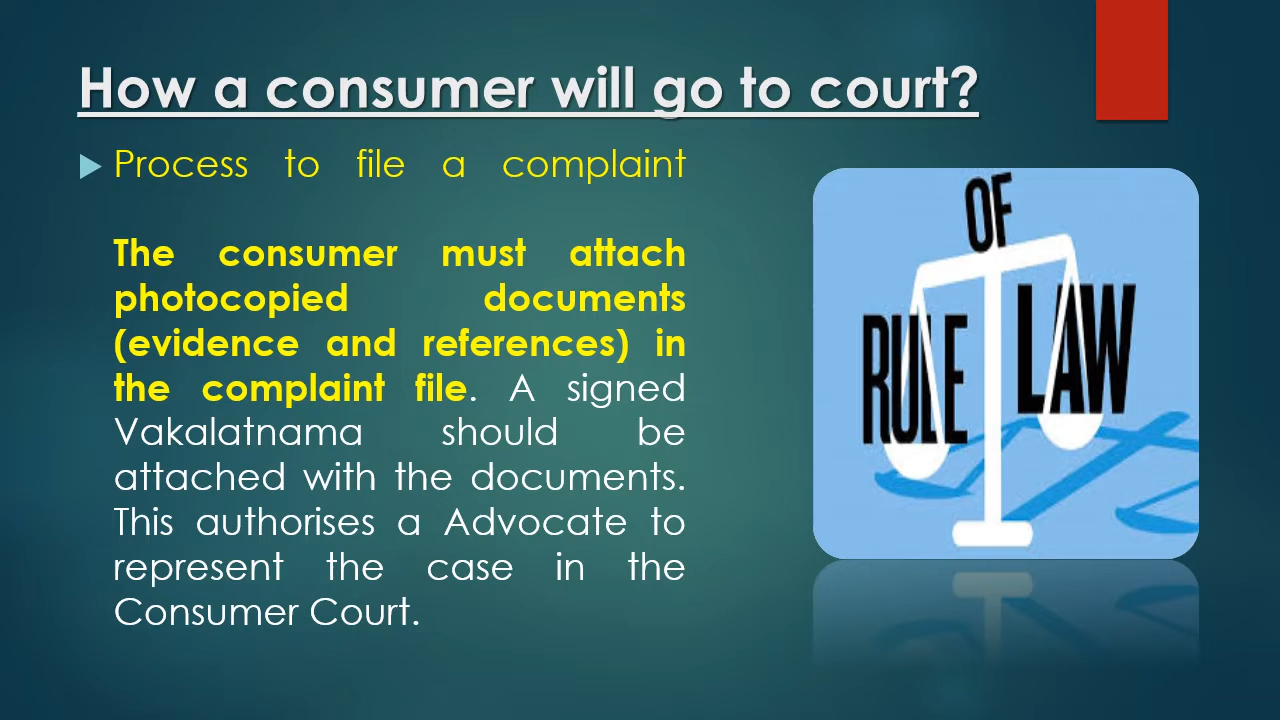 How a consumer will go to court?
Process to file a complaint
The consumer must attach
photocopied documents
(evidence and references) in
the complaint file. A signed
Vakalatnama should be
attached with the documents.
This authorises a Advocate to
represent the case in the
Consumer Court.
OF
RULE LAW